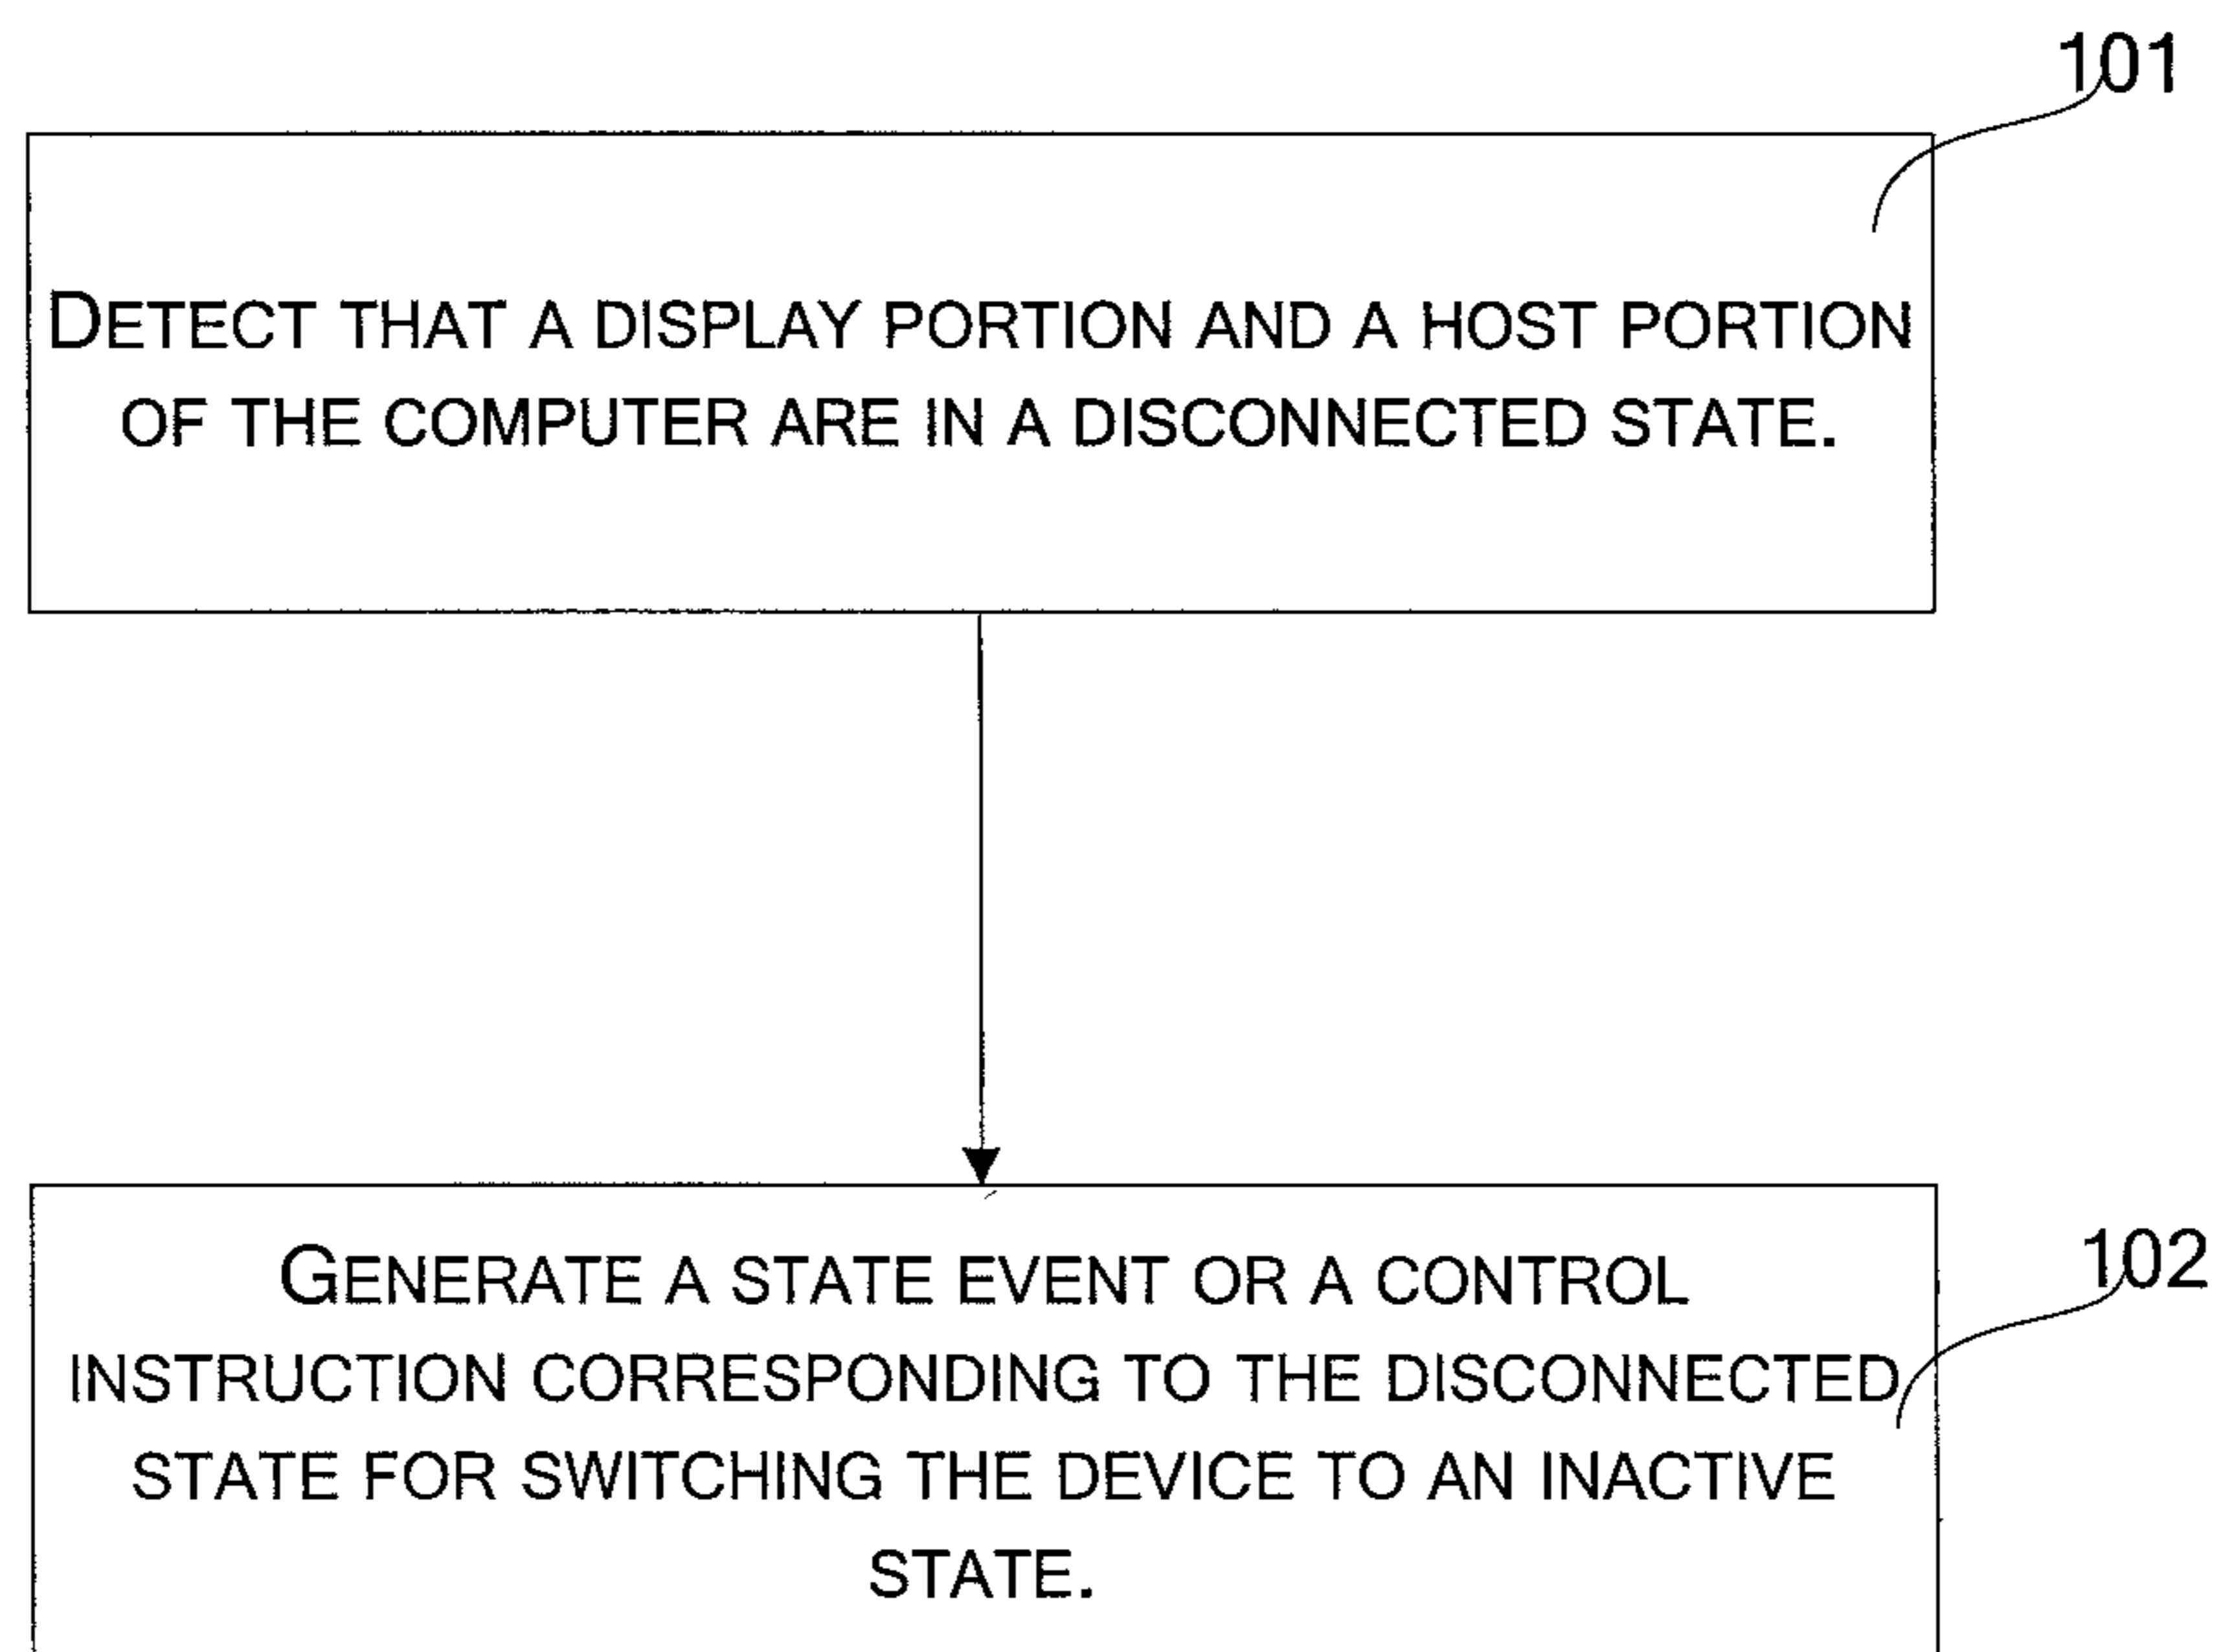 101
DETECT THAT A DISPLAY PORTION AND A HOST PORTION
OF THE COMPUTER ARE IN A DISCONNECTED STATE.
GENERATE A STATE EVENT OR A CONTROL
102
INSTRUCTION CORRESPONDING TO THE DISCONNECTED
STATE FOR SWITCHING THE DEVICE TO AN INACTIVE
STATE.